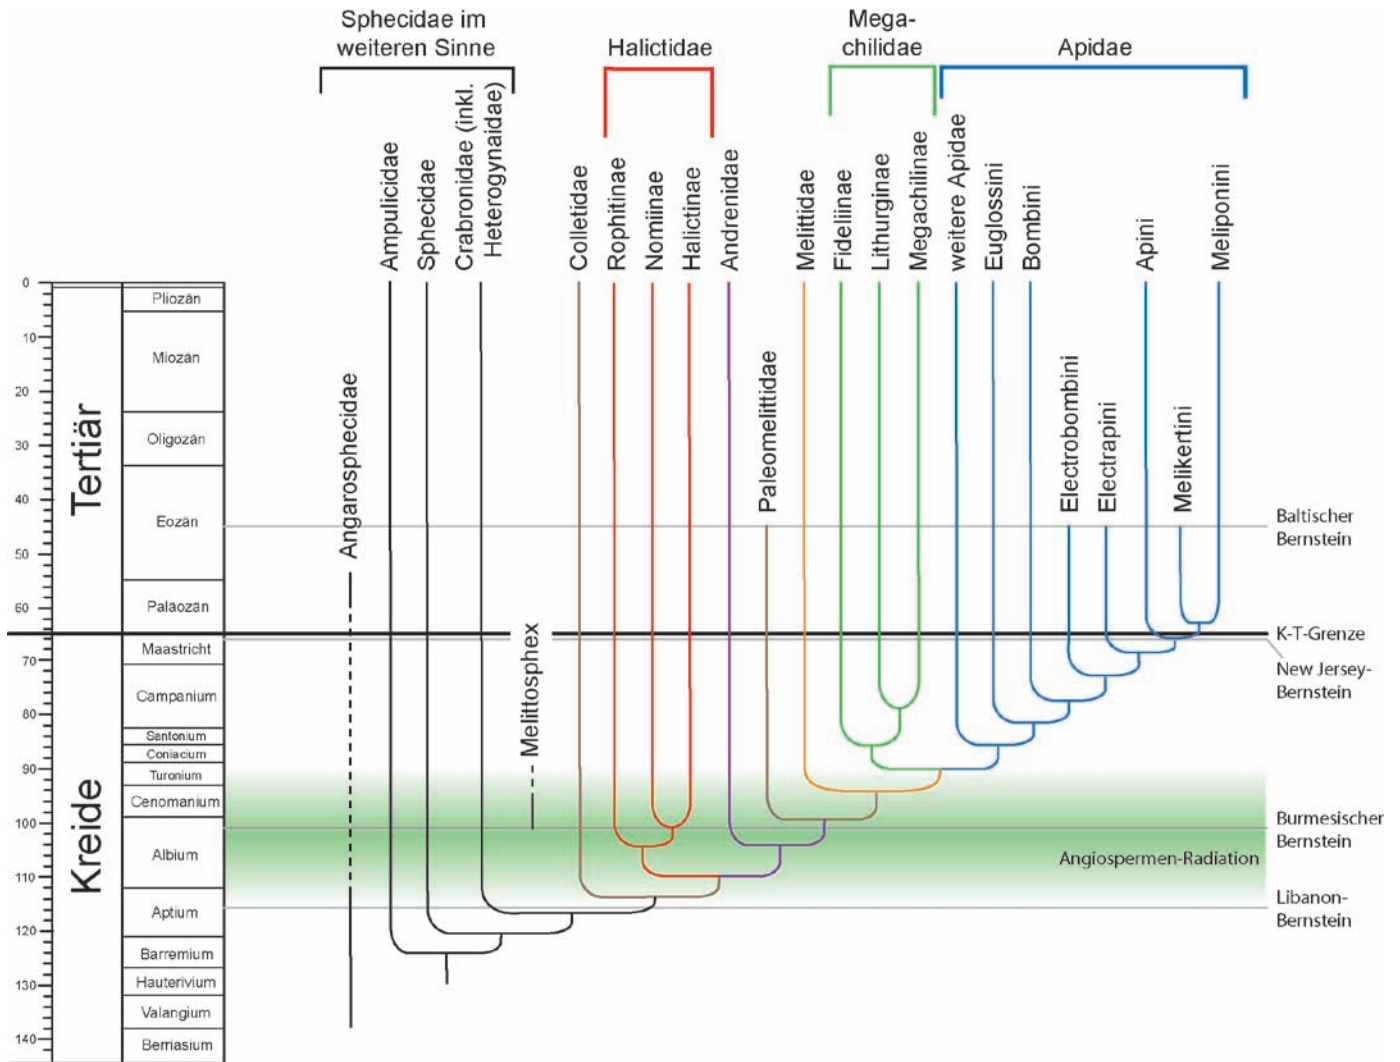 Sphecidae im
weiteren Sinne
Halictidae
Mega-
chilidae
Apidae
Ampulicidae
Sphecidae
Crabronidae (inkl.
Heterogynaidae)
Colletidae
Rophitinae
Nomiinae
Halictinae
Andrenidae
Melittidae
Fideliinae
Lithurginae
Megachilinae
weitere Apidae
Euglossini
Bombini
Apini
Meliponini
Angarosphecidae
Melittosphex
Paleomelittidae
Electrobombini
Electrapini
Melikertini
0
10
20
30
40
50
60
70
80
90
100
110
120
130
140
Tertiär
Kreide
Pliozän
Miozän
Oligozän
Eozän
Paläozän
Maastricht
Campanium
Santonium
Coniacium
Turonium
Cenomanium
Albium
Aptium
Barremium
Hauterivium
Valangium
Berriasium
Baltischer
Bernstein
K-T-Grenze
New Jersey-
Bernstein
Burmesischer
Bernstein
Angiospermen-Radiation
Libanon-
Bernstein